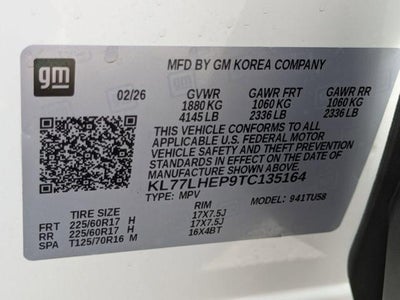 gm
MFD BY GM KOREA COMPANY
02/26 GVWR GAWR FRT GAWR RR
1880 KG 1060 KG 1060 KG
4145 LB 2336 LB 2336 LB
THIS VEHICLE CONFORMS TO ALL
APPLICABLE U.S. FEDERAL MOTOR
VEHICLE SAFETY AND THEFT PREVENTION
STANDARDS IN EFFECT ON THE DATE OF
MANUFACTURE SHOWN ABOVE.
KL77LHEP9TC135164
TYPE: MPV MODEL: 941TUS8
TIRE SIZE RIM
FRT 225/60R17 H 17X7.5J
RR 225/60R17 H 17X7.5J
SPA T125/70R16 M 16X4BT